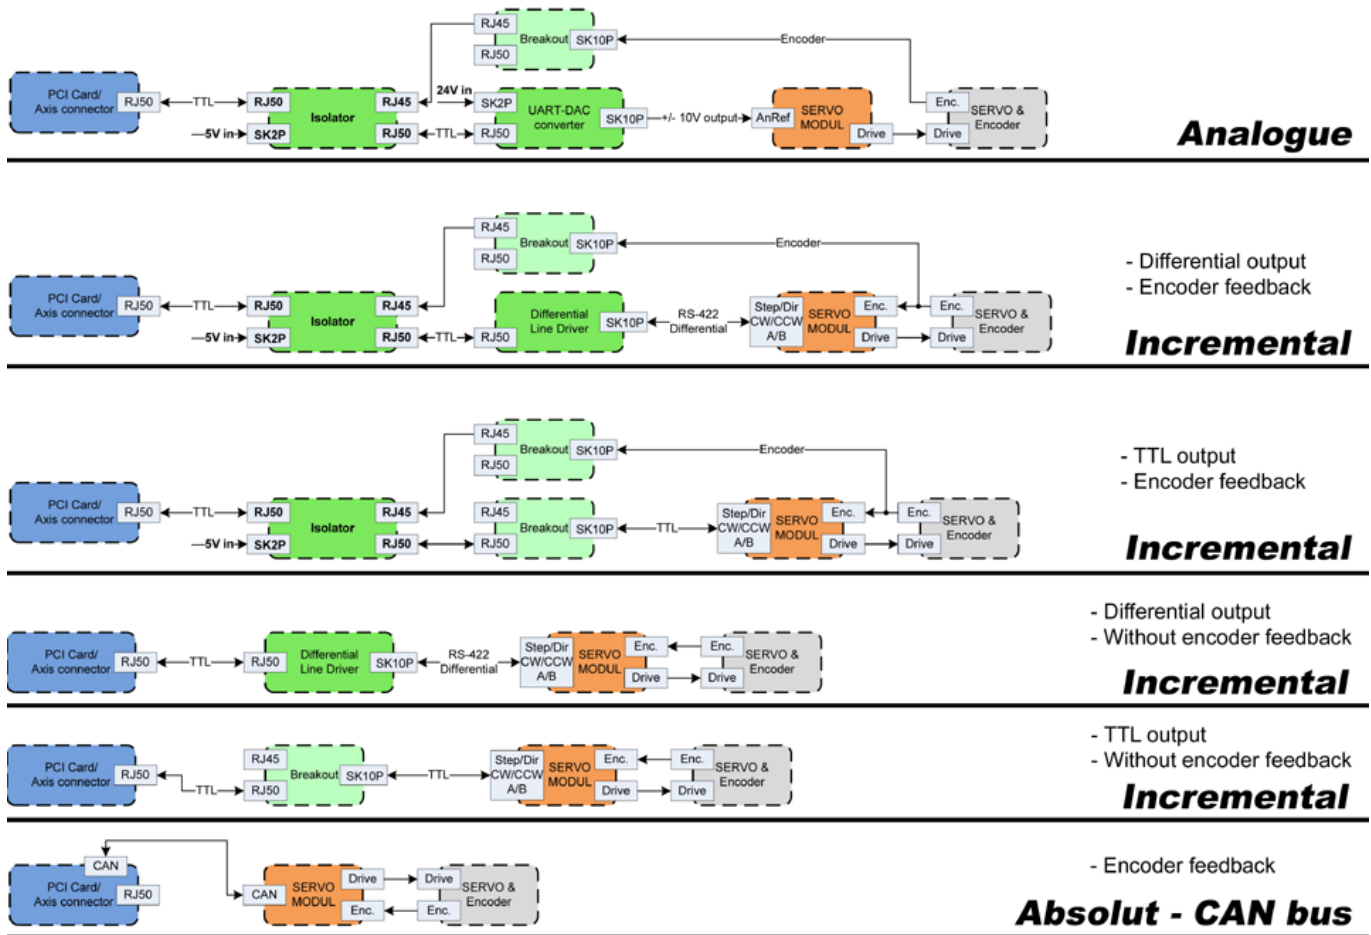 PCI Card/
Axis connector
RJ50
TTL
RJ50
5V in
SK2P
Isolator
RJ45
RJ50
24V in
TTL
RJ45
Breakout
RJ50
SK10P
Encoder
SK2P
UART-DAC
converter
RJ50
SK10P
+/- 10V output
AnRef
SERVO
MODUL
Drive
Enc.
SERVO &
Encoder
Drive
Analogue
PCI Card/
Axis connector
RJ50
TTL
RJ50
5V in
SK2P
Isolator
RJ45
RJ50
TTL
RJ45
Breakout
RJ50
SK10P
Encoder
RJ50
Differential
Line Driver
SK10P
RS-422
Differential
Step/Dir
CW/CCW
A/B
SERVO
MODUL
Enc.
Drive
Enc.
Drive
SERVO &
Encoder
- Differential output
- Encoder feedback
Incremental
PCI Card/
Axis connector
RJ50
TTL
RJ50
5V in
SK2P
Isolator
RJ45
RJ50
RJ45
Breakout
RJ50
SK10P
Encoder
RJ45
Breakout
RJ50
SK10P
TTL
Step/Dir
CW/CCW
A/B
SERVO
MODUL
Enc.
Drive
Enc.
Drive
SERVO &
Encoder
- TTL output
- Encoder feedback
Incremental
PCI Card/
Axis connector
RJ50
TTL
RJ50
Differential
Line Driver
SK10P
RS-422
Differential
Step/Dir
CW/CCW
A/B
SERVO
MODUL
Enc.
Drive
Enc.
Drive
SERVO &
Encoder
- Differential output
- Without encoder feedback
Incremental
PCI Card/
Axis connector
RJ50
TTL
RJ45
Breakout
RJ50
SK10P
TTL
Step/Dir
CW/CCW
A/B
SERVO
MODUL
Enc.
Drive
Enc.
Drive
SERVO &
Encoder
- TTL output
- Without encoder feedback
Incremental
CAN
PCI Card/
Axis connector
RJ50
CAN
SERVO
MODUL
Drive
Enc.
Drive
Enc.
SERVO &
Encoder
- Encoder feedback
Absolut - CAN bus